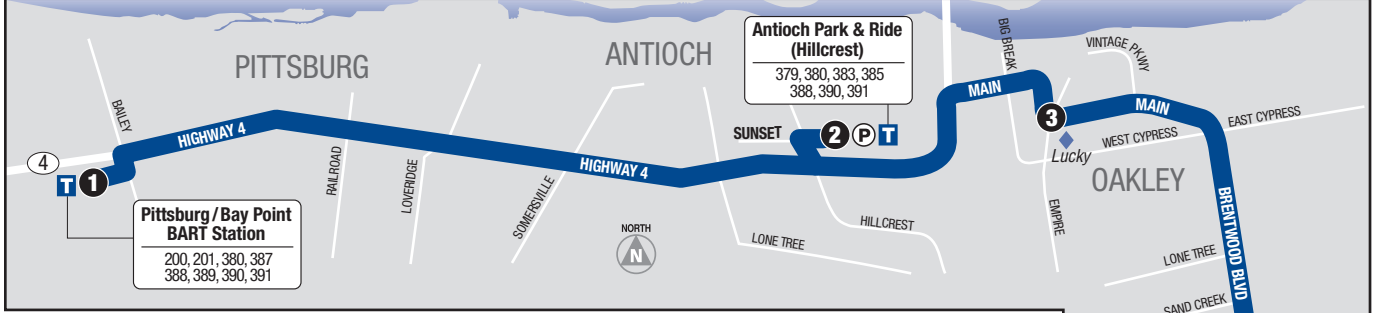 PITTSBURG
ANTIOCH
Antioch Park & Ride
(Hillcrest)
379, 380, 383, 385
388, 390, 391
BIG BREAK
VINTAGE PKWY
MAIN
MAIN
BAILEY
HIGHWAY 4
SUNSET
2
P
T
3
EAST CYPRESS
WEST CYPRESS
Lucky
4
T
1
RAILROAD
LOVERIDGE
HIGHWAY 4
SOMERSVILLE
OAKLEY
Pittsburg/Bay Point
BART Station
200, 201, 380, 387
388, 389, 390, 391
NORTH
N
LONE TREE
HILLCREST
EMPIRE
BRENTWOOD BLVD
LONE TREE
SAND CREEK